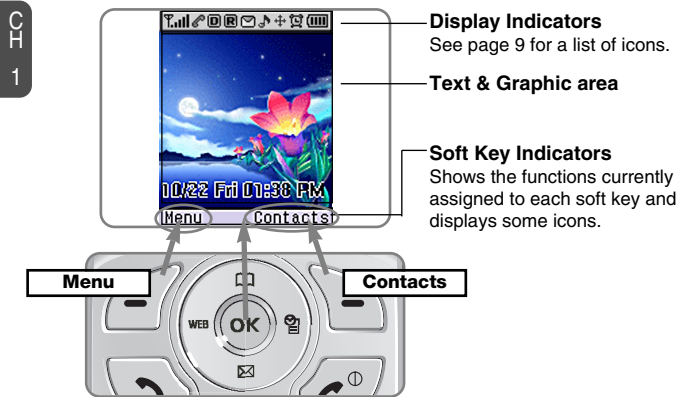 CH
1
Display Indicators
See page 9 for a list of icons.
Text & Graphic area
10/22 Fri 01:38 PM
Soft Key Indicators
Shows the functions currently
assigned to each soft key and
displays some icons.
Menu Contacts
Menu
Contacts
WEB OK